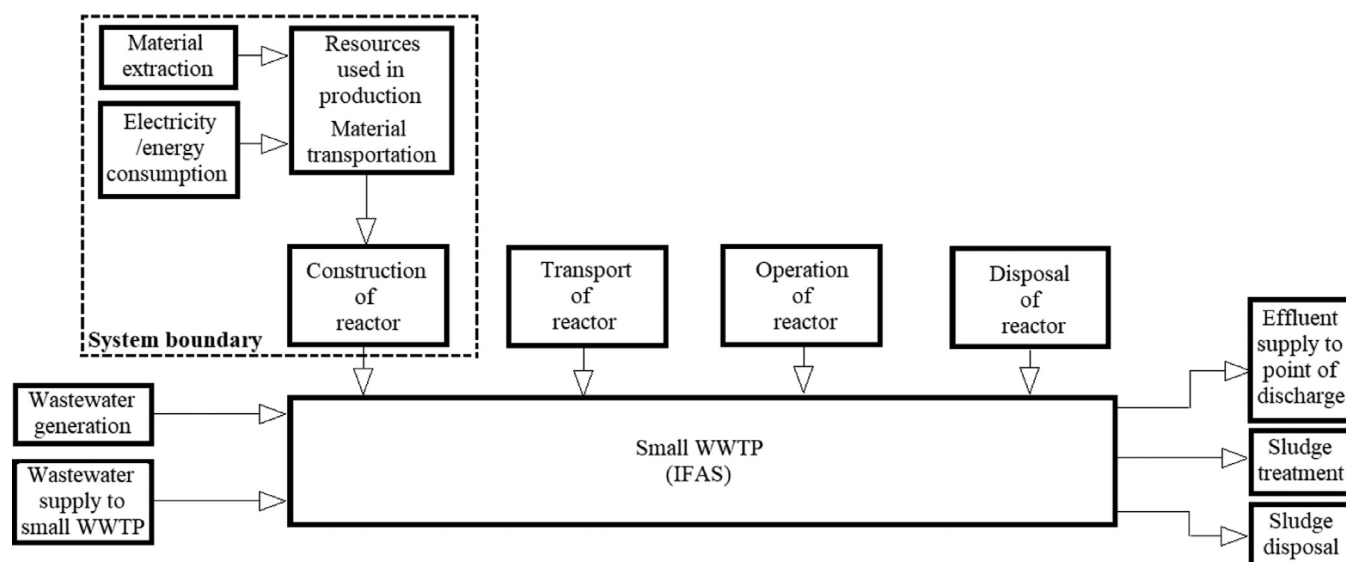 Material
extraction
Resources
used in
production
Material
transportation
Electricity
/energy
consumption
Construction
of
reactor
System boundary
Transport
of
reactor
Operation
of
reactor
Disposal
of
reactor
Effluent
supply to
point of
discharge
Wastewater
generation
Small WWTP
(IFAS)
Sludge
treatment
Wastewater
supply to
small WWTP
Sludge
disposal